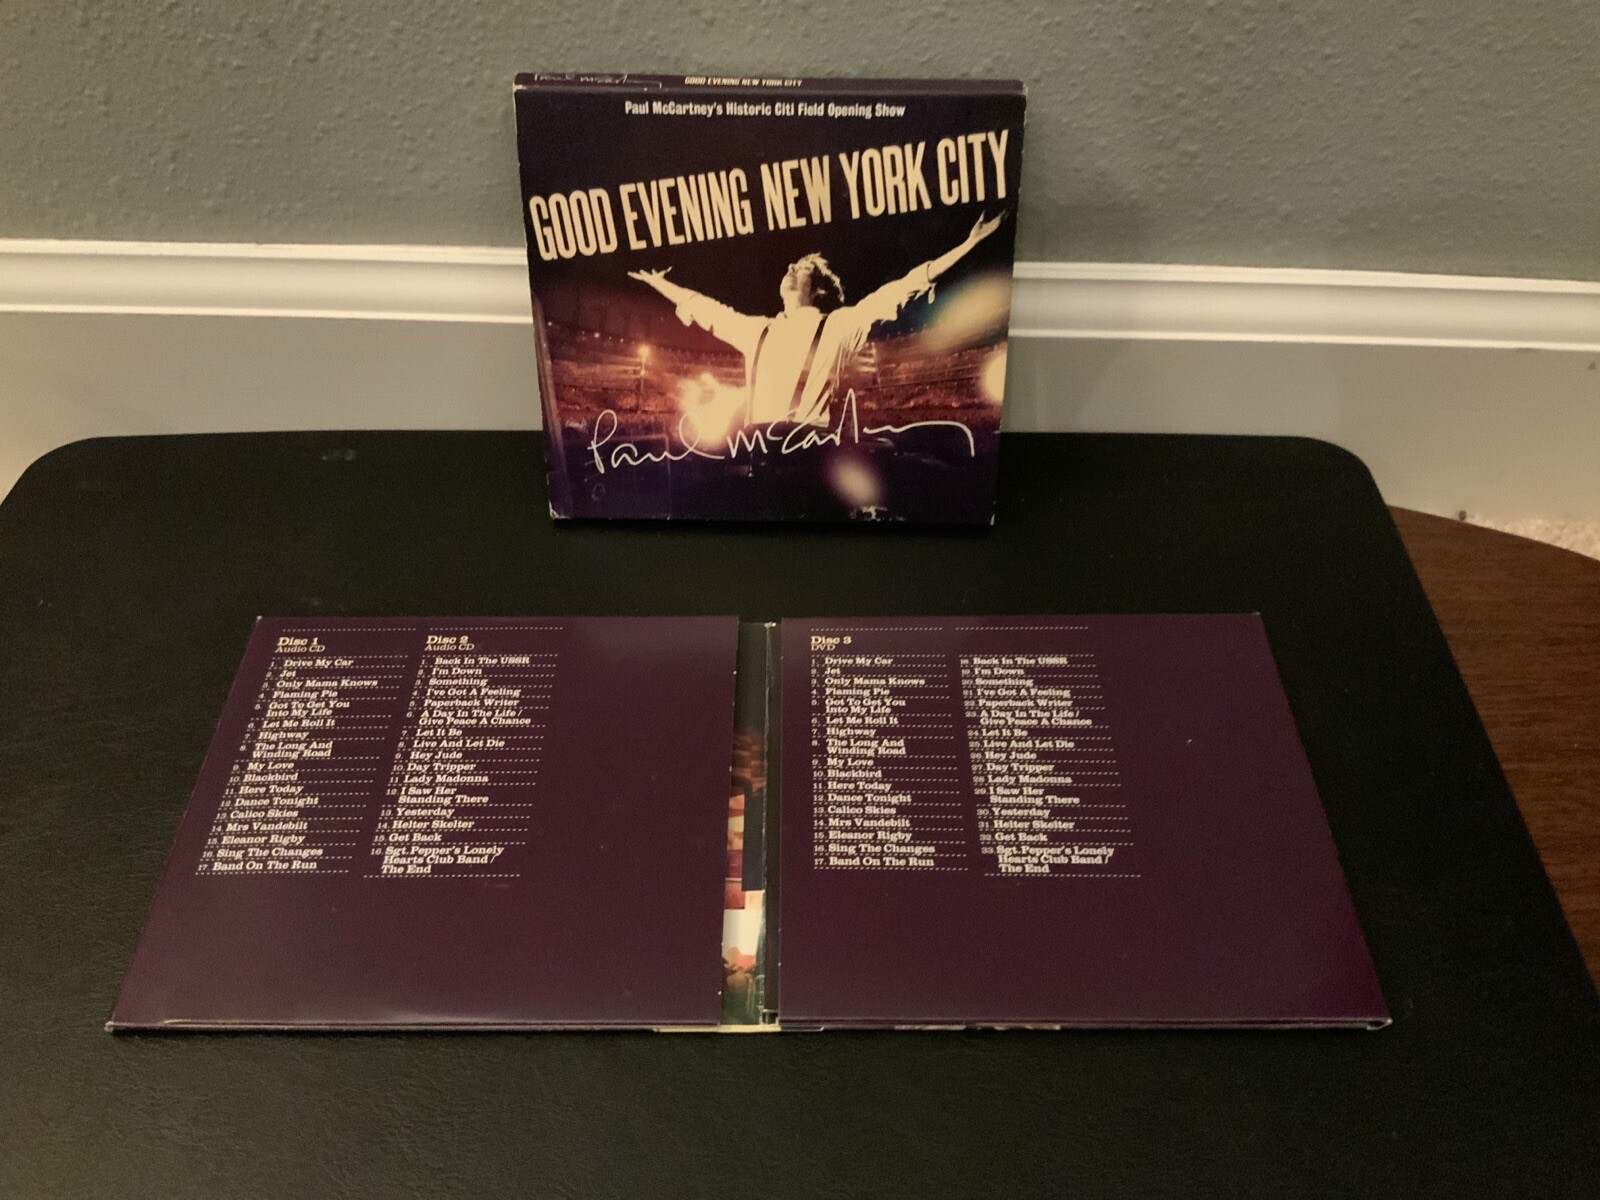 Paul McCartney
GOOD EVENING NEW YORK CITY
Paul McCartney's Historic Citi Field Opening Show
GOOD EVENING NEW YORK CITY
Paul McCartney
Disc 1
Audio CD
1. Drive My Car
2. Jet
3. Only Mama Knows
4. Flaming Pie
5. Got To Get You
Into My Life
6. Let Me Roll It
7. Highway
8. The Long And
Winding Road
9. My Love
10. Blackbird
11. Here Today
12. Dance Tonight
13. Calico Skies
14. Mrs Vandebilt
15. Eleanor Rigby
16. Sing The Changes
17. Band On The Run
Disc 2
Audio CD
1. Back In The USSR
2. I'm Down
3. Something
4. I've Got A Feeling
5. Paperback Writer
6. A Day In The Life /
Give Peace A Chance
7. Let It Be
8. Live And Let Die
9. Hey Jude
10. Day Tripper
11. Lady Madonna
12. I Saw Her
Standing There
13. Yesterday
14. Helter Skelter
15. Get Back
16. Sgt. Pepper's Lonely
Hearts Club Band /
The End
Disc 3
DVD
1. Drive My Car
2. Jet
3. Only Mama Knows
4. Flaming Pie
5. Got To Get You
Into My Life
6. Let Me Roll It
7. Highway
8. The Long And
Winding Road
9. My Love
10. Blackbird
11. Here Today
12. Dance Tonight
13. Calico Skies
14. Mrs Vandebilt
15. Eleanor Rigby
16. Sing The Changes
17. Band On The Run
18. Back In The USSR
19. I'm Down
20. Something
21. I've Got A Feeling
22. Paperback Writer
23. A Day In The Life /
Give Peace A Chance
24. Let It Be
25. Live And Let Die
26. Hey Jude
27. Day Tripper
28. Lady Madonna
29. I Saw Her
Standing There
30. Yesterday
31. Helter Skelter
32. Get Back
33. Sgt. Pepper's Lonely
Hearts Club Band /
The End